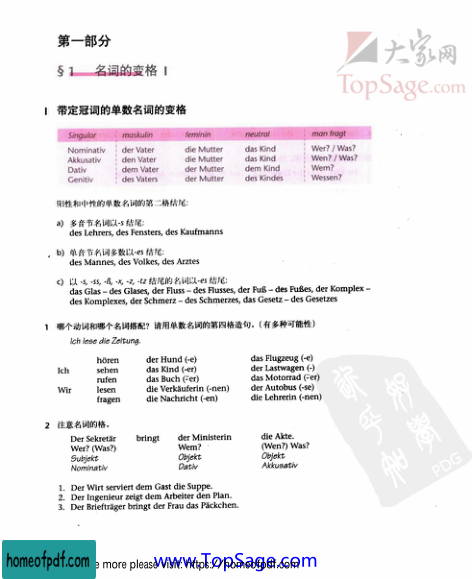 第一部分
大家网
TopSage.com
§ 1 名词的变格 I
I 带定冠词的单数名词的变格
Singular maskulin feminin neutral man fragt
Nominativ der Vater die Mutter das Kind Wer? / Was?
Akkusativ den Vater die Mutter das Kind Wen? / Was?
Dativ dem Vater der Mutter dem Kind Wem?
Genitiv des Vaters der Mutter des Kindes Wessen?
阳性和中性的单数名词的第二格结尾:
a) 多音节名词以-s 结尾:
des Lehrers, des Fensters, des Kaufmanns
b) 单音节名词多数以-es 结尾:
des Mannes, des Volkes, des Arztes
c) 以 -s, -ss, -ß, -x, -z, -tz 结尾的名词以-es 结尾:
das Glas – des Glases, der Fluss – des Flusses, der Fuß – des Fußes, der Komplex –
des Komplexes, der Schmerz – des Schmerzes, das Gesetz – des Gesetzes
1 哪个动词和哪个名词搭配? 请用单数名词的第四格造句。(有多种可能性)
Ich lese die Zeitung.
hören der Hund (-e) das Flugzeug (-e)
Ich sehen das Kind (-er) der Lastwagen (-)
rufen das Buch (¨er) das Motorrad (¨er)
Wir lesen die Verkäuferin (-nen) der Autobus (-se)
fragen die Nachricht (-en) die Lehrerin (-nen)
2 注意名词的格。
Der Sekretär bringt der Ministerin die Akte.
Wer? (Was?) Wem? (Wen?) Was?
Subjekt Objekt Objekt
Nominativ Dativ Akkusativ
1. Der Wirt serviert dem Gast die Suppe.
2. Der Ingenieur zeigt dem Arbeiter den Plan.
3. Der Briefträger bringt der Frau das Päckchen.
PDG
homeofpdf.com
e more please visit: https://homeofpdf.com
www.TopSage.com